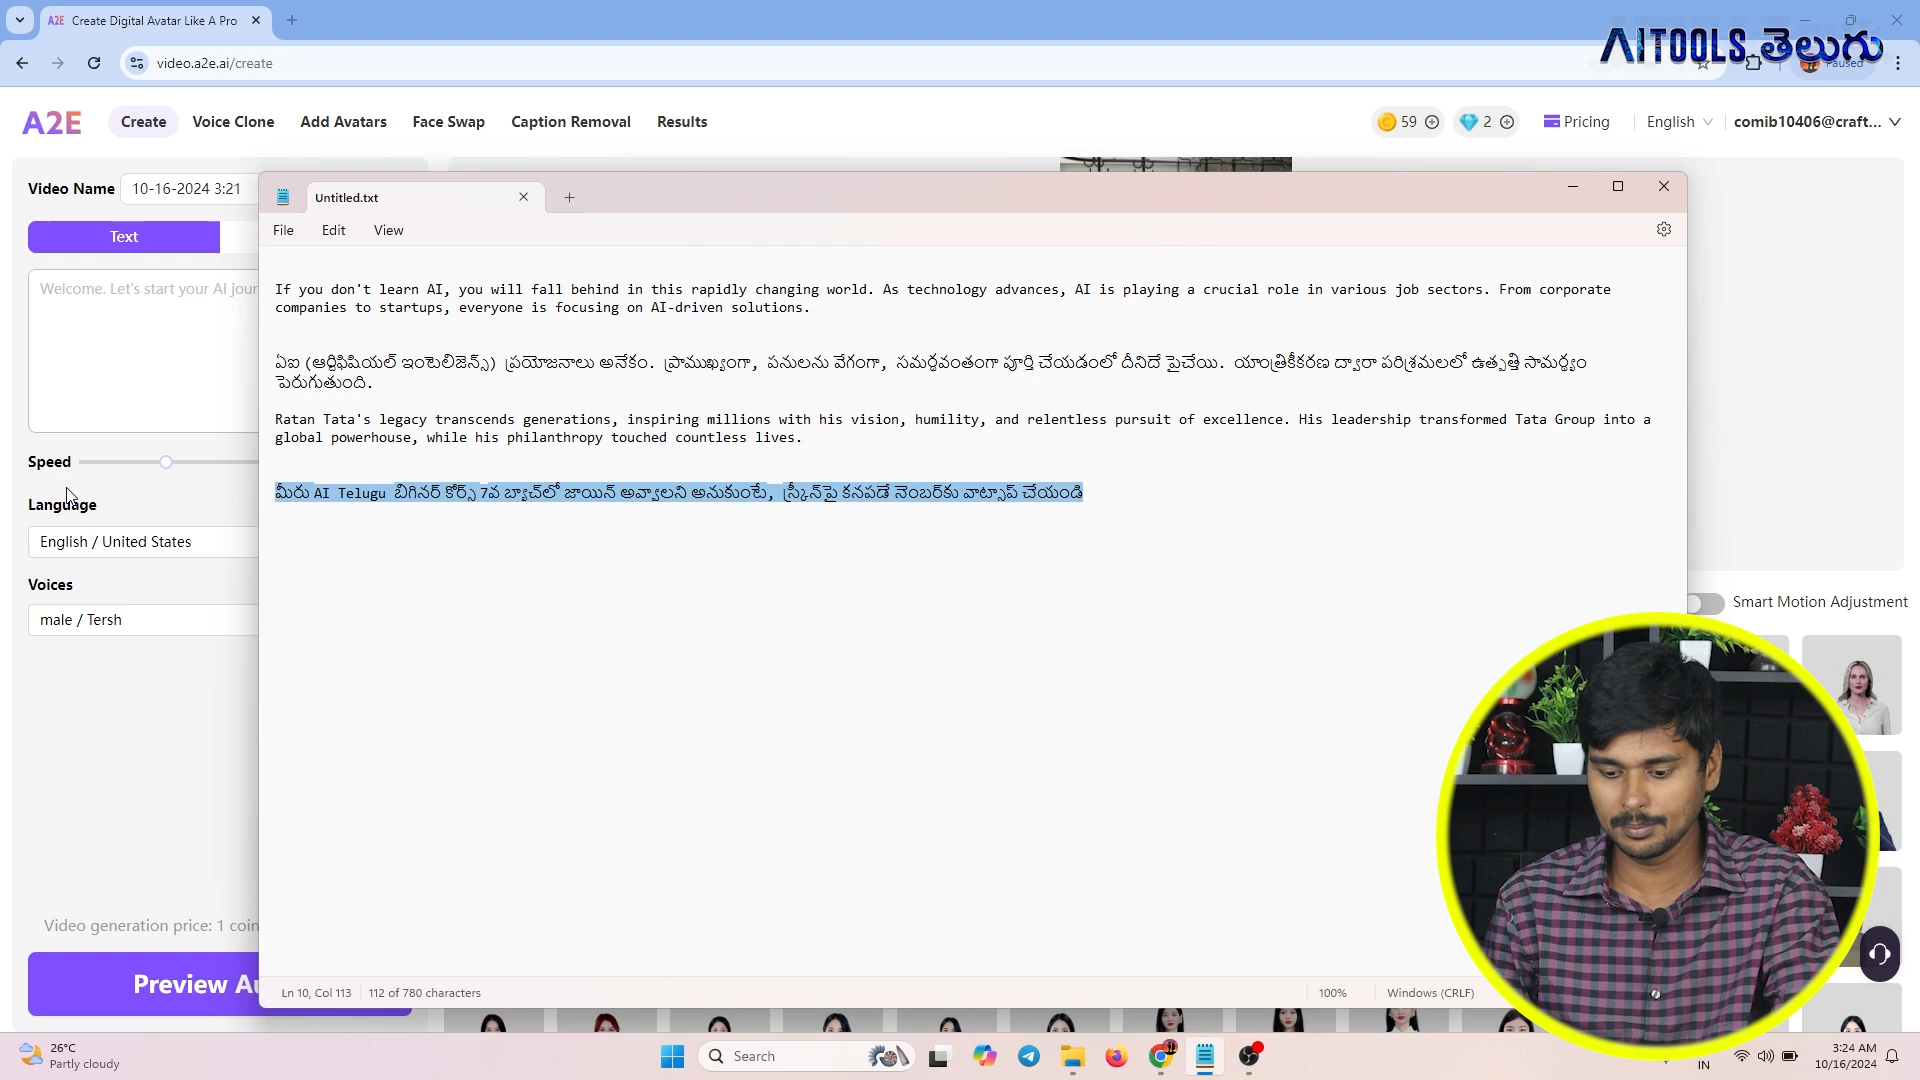 A2E Create Digital Avatar Like A Pro
video.a2e.ai/create
AITOOLS తెలుగు
Paused
A2E
Create
Voice Clone
Add Avatars
Face Swap
Caption Removal
Results
59
2
Pricing
English
comib10406@craft...
Video Name
10-16-2024 3:21
Text
Welcome. Let's start your AI jour
Speed
Language
English / United States
Voices
male / Tersh
Video generation price: 1 coin
Untitled.txt
File
Edit
View
If you don't learn AI, you will fall behind in this rapidly changing world. As technology advances, AI is playing a crucial role in various job sectors. From corporate
companies to startups, everyone is focusing on AI-driven solutions.
ఏఐ (ఆర్టిఫిషియల్ ఇంటెలిజెన్స్) ప్రయోజనాలు అనేకం. ప్రాముఖ్యంగా, పనులను వేగంగా, సమర్థవంతంగా పూర్తి చేయడంలో దీనిదే పైచేయి. యాంత్రికీకరణ ద్వారా పరిశ్రమలలో ఉత్పత్తి సామర్థ్యం
పెరుగుతుంది.
Ratan Tata's legacy transcends generations, inspiring millions with his vision, humility, and relentless pursuit of excellence. His leadership transformed Tata Group into a
global powerhouse, while his philanthropy touched countless lives.
మీరు AI Telugu బిగినర్ కోర్స్ 7వ బ్యాచ్‌లో జాయిన్ అవ్వాలని అనుకుంటే, స్క్రీన్‌పై కనపడే నెంబర్‌కు వాట్సాప్ చేయండి
Ln 10, Col 113
112 of 780 characters
100%
Windows (CRLF)
Smart Motion Adjustment
26°C
Partly cloudy
Search
IN
3:24 AM
10/16/2024